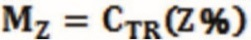 M_Z = C_TR(Z%)